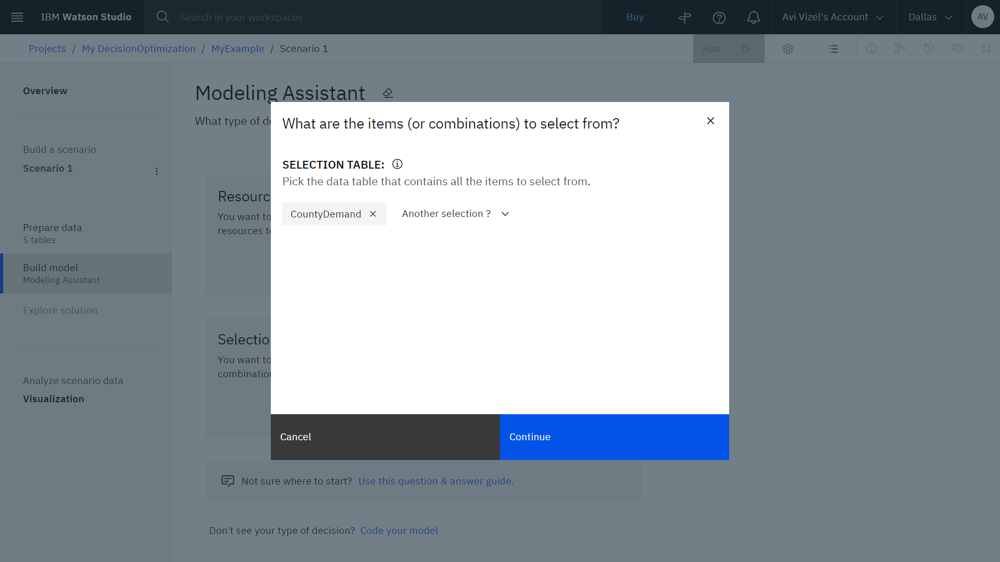 IBM Watson Studio
Search in your workspaces
Buy
Avi Vizel's Account
Dallas
AV
Projects / My DecisionOptimization / MyExample / Scenario 1
Run
Overview
Build a scenario
Scenario 1
Prepare data
5 tables
Build model
Modeling Assistant
Explore solution
Analyze scenario data
Visualization
Modeling Assistant
What type of de
Resourc
You want to
resources to
Selectio
You want to
combination
What are the items (or combinations) to select from?
SELECTION TABLE:
Pick the data table that contains all the items to select from.
CountyDemand
Another selection ?
Cancel
Continue
Not sure where to start? Use this question & answer guide.
Don't see your type of decision? Code your model